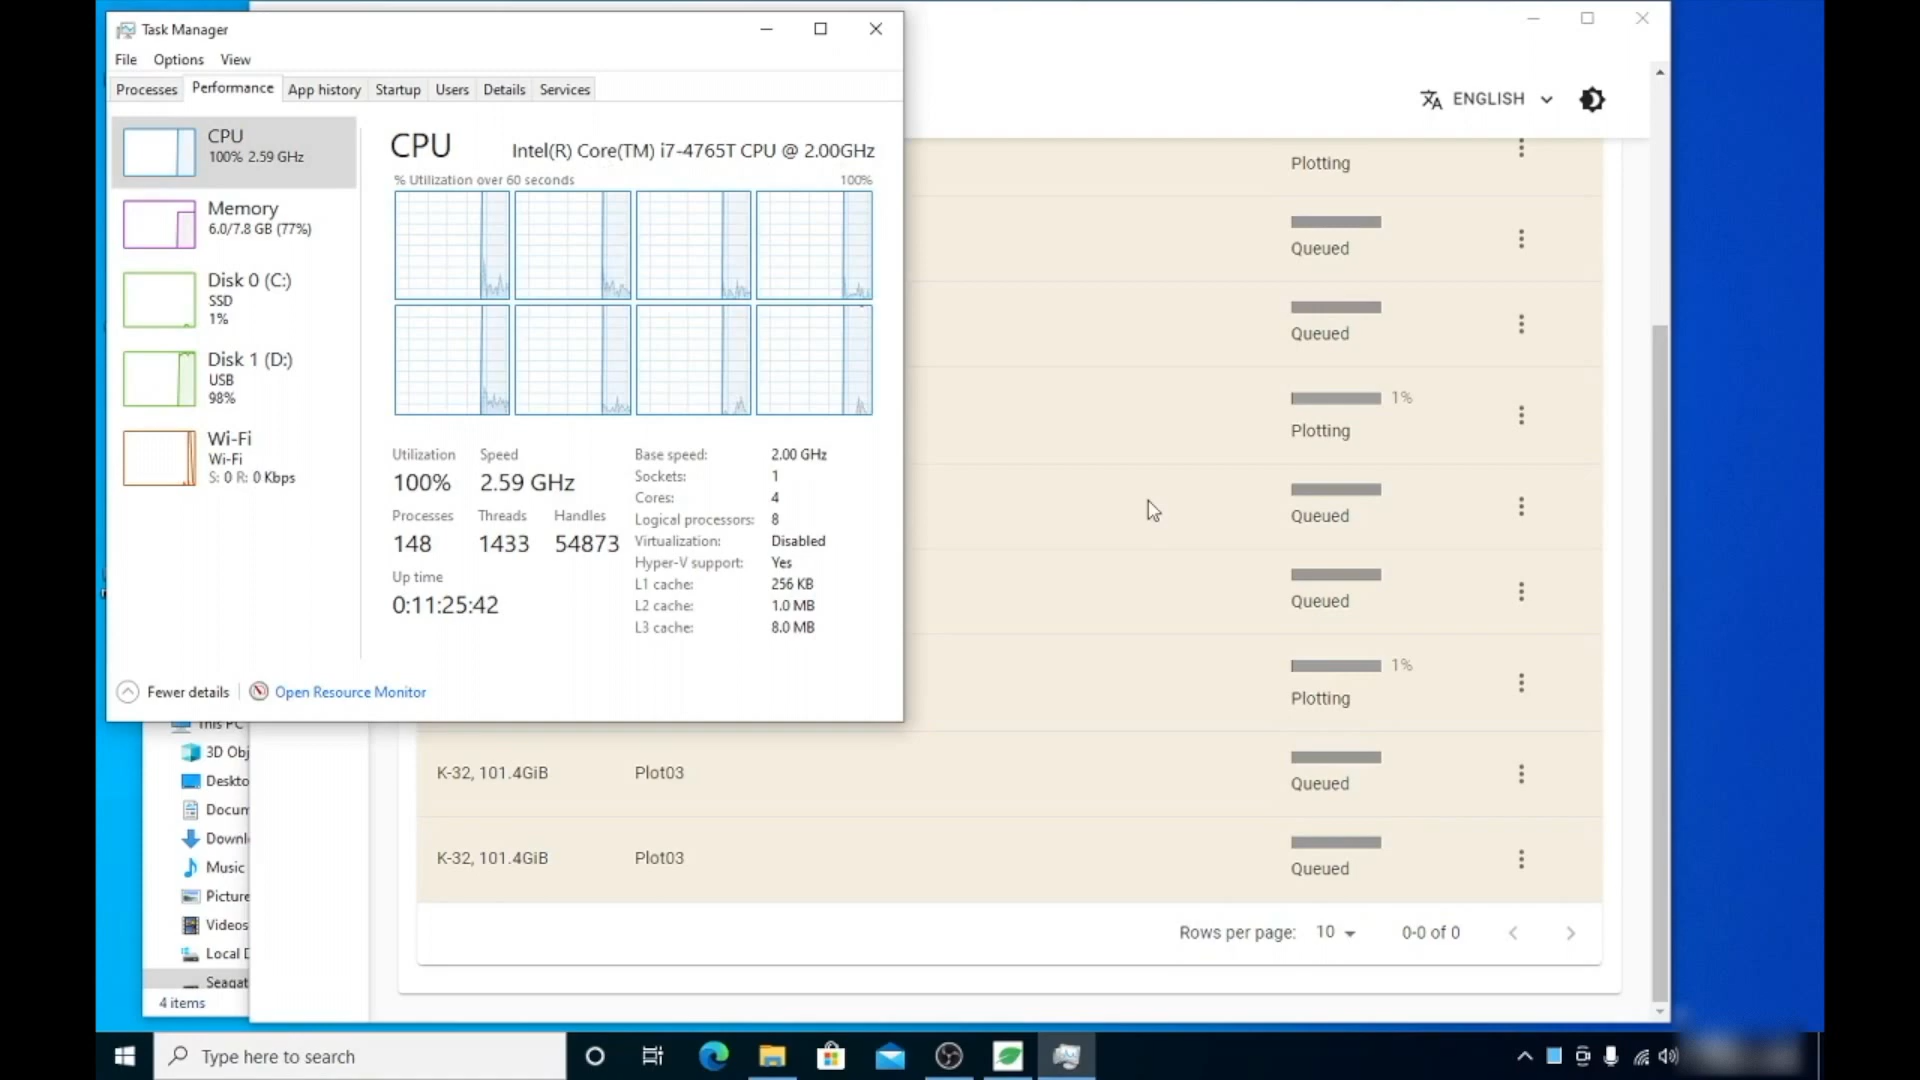 Task Manager
File Options View
Processes Performance App history Startup Users Details Services
CPU
100% 2.59 GHz
Memory
6.0/7.8 GB (77%)
Disk 0 (C:)
SSD
1%
Disk 1 (D:)
USB
98%
Wi-Fi
Wi-Fi
S: 0 R: 0 Kbps
CPU Intel(R) Core(TM) i7-4765T CPU @ 2.00GHz
% Utilization over 60 seconds 100%
Utilization Speed
100% 2.59 GHz
Processes Threads Handles
148 1433 54873
Up time
0:11:25:42
Base speed: 2.00 GHz
Sockets: 1
Cores: 4
Logical processors: 8
Virtualization: Disabled
Hyper-V support: Yes
L1 cache: 256 KB
L2 cache: 1.0 MB
L3 cache: 8.0 MB
Fewer details Open Resource Monitor
ENGLISH
Plotting
Queued
Queued
1%
Plotting
Queued
Queued
1%
Plotting
K-32, 101.4GiB Plot03 Queued
K-32, 101.4GiB Plot03 Queued
Rows per page: 10 0-0 of 0
This PC
3D Obj
Deskto
Docum
Downl
Music
Picture
Videos
Local D
Seagat
4 items
Type here to search